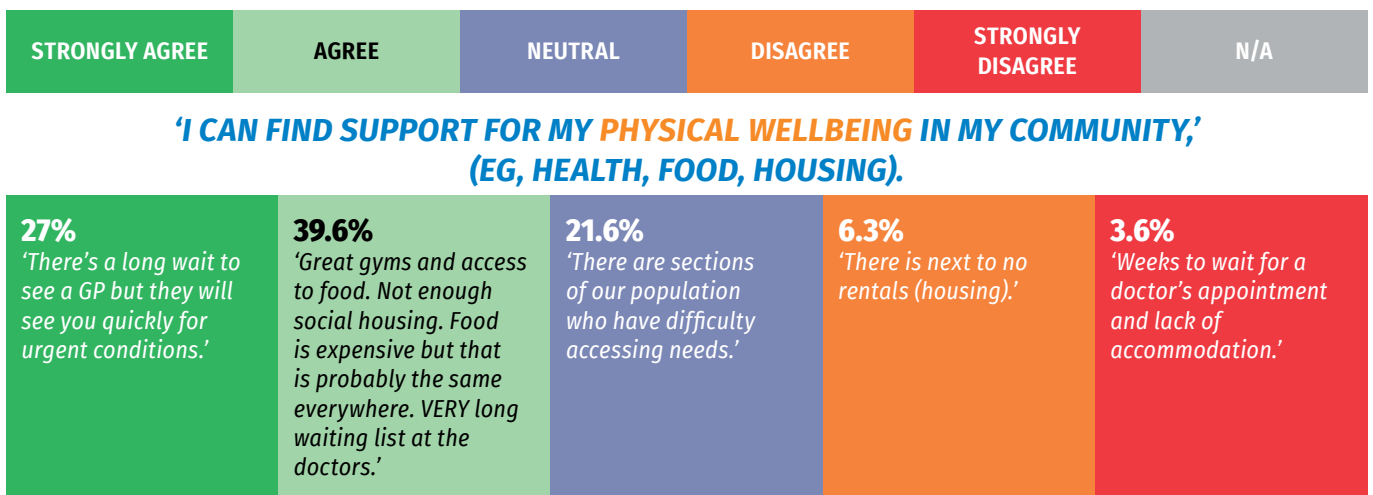 STRONGLY AGREE
AGREE
NEUTRAL
DISAGREE
STRONGLY
DISAGREE
N/A
‘I CAN FIND SUPPORT FOR MY PHYSICAL WELLBEING IN MY COMMUNITY,’
(EG, HEALTH, FOOD, HOUSING).
27%
‘There’s a long wait to
see a GP but they will
see you quickly for
urgent conditions.’
39.6%
‘Great gyms and access
to food. Not enough
social housing. Food
is expensive but that
is probably the same
everywhere. VERY long
waiting list at the
doctors.’
21.6%
‘There are sections
of our population
who have difficulty
accessing needs.’
6.3%
‘There is next to no
rentals (housing).’
3.6%
‘Weeks to wait for a
doctor’s appointment
and lack of
accommodation.’